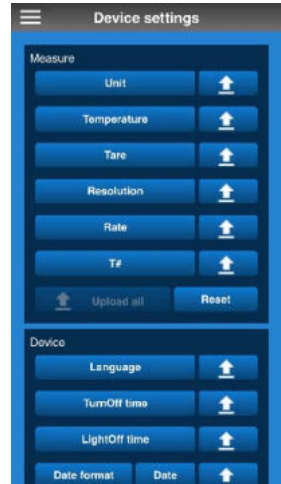 Device settings
Measure
Unit
Temperature
Tare
Resolution
Rate
T#
Upload all Reset
Device
Language
TurnOff time
LightOff time
Date format Date